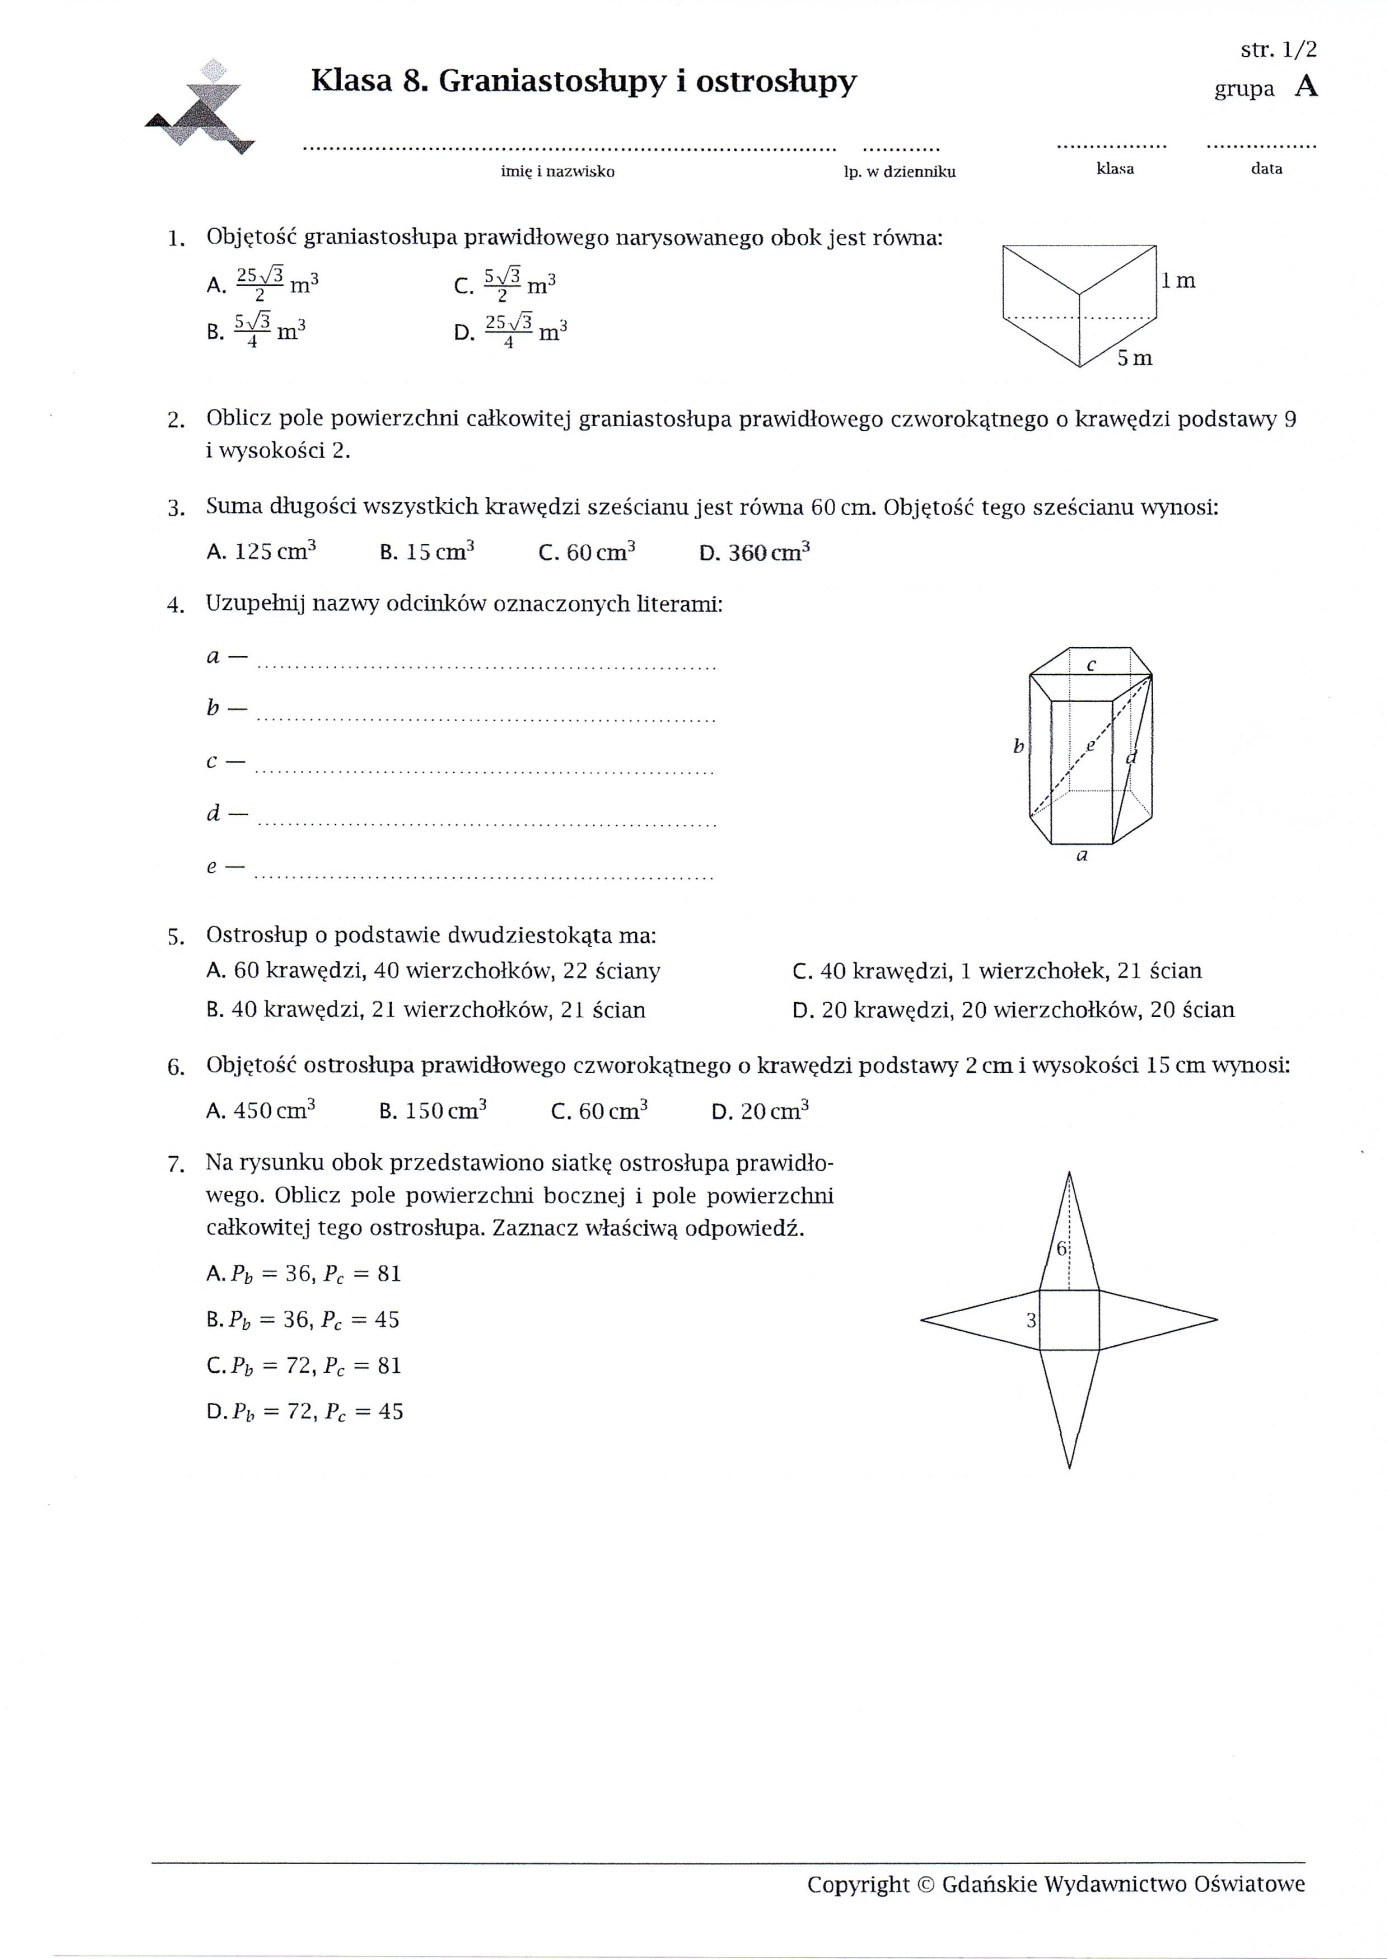 str. 1/2
Klasa 8. Graniastosłupy i ostrosłupy
grupa A
imię i nazwisko lp. w dzienniku klasa data
1. Objętość graniastosłupa prawidłowego narysowanego obok jest równa:
A. 25√3/2 m³ C. 5√3/2 m³
B. 5√3/4 m³ D. 25√3/4 m³
1 m
5 m
2. Oblicz pole powierzchni całkowitej graniastosłupa prawidłowego czworokątnego o krawędzi podstawy 9
i wysokości 2.
3. Suma długości wszystkich krawędzi sześcianu jest równa 60 cm. Objętość tego sześcianu wynosi:
A. 125 cm³ B. 15 cm³ C. 60 cm³ D. 360 cm³
4. Uzupełnij nazwy odcinków oznaczonych literami:
a —
b —
c —
d —
e —
c
b
e
d
a
5. Ostrosłup o podstawie dwudziestokąta ma:
A. 60 krawędzi, 40 wierzchołków, 22 ściany C. 40 krawędzi, 1 wierzchołek, 21 ścian
B. 40 krawędzi, 21 wierzchołków, 21 ścian D. 20 krawędzi, 20 wierzchołków, 20 ścian
6. Objętość ostrosłupa prawidłowego czworokątnego o krawędzi podstawy 2 cm i wysokości 15 cm wynosi:
A. 450 cm³ B. 150 cm³ C. 60 cm³ D. 20 cm³
7. Na rysunku obok przedstawiono siatkę ostrosłupa prawidło-
wego. Oblicz pole powierzchni bocznej i pole powierzchni
całkowitej tego ostrosłupa. Zaznacz właściwą odpowiedź.
A. P_b = 36, P_c = 81
B. P_b = 36, P_c = 45
C. P_b = 72, P_c = 81
D. P_b = 72, P_c = 45
6
3
Copyright © Gdańskie Wydawnictwo Oświatowe